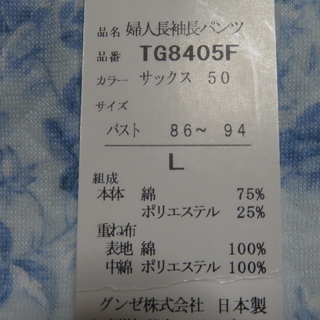 品名 婦人長袖長パンツ
品番 TG8405F
カラー サックス 50
サイズ
バスト 86～ 94
L
組成
本体 綿 75%
ポリエステル 25%
重ね布
表地 綿 100%
中綿 ポリエステル 100%
グンゼ株式会社 日本製